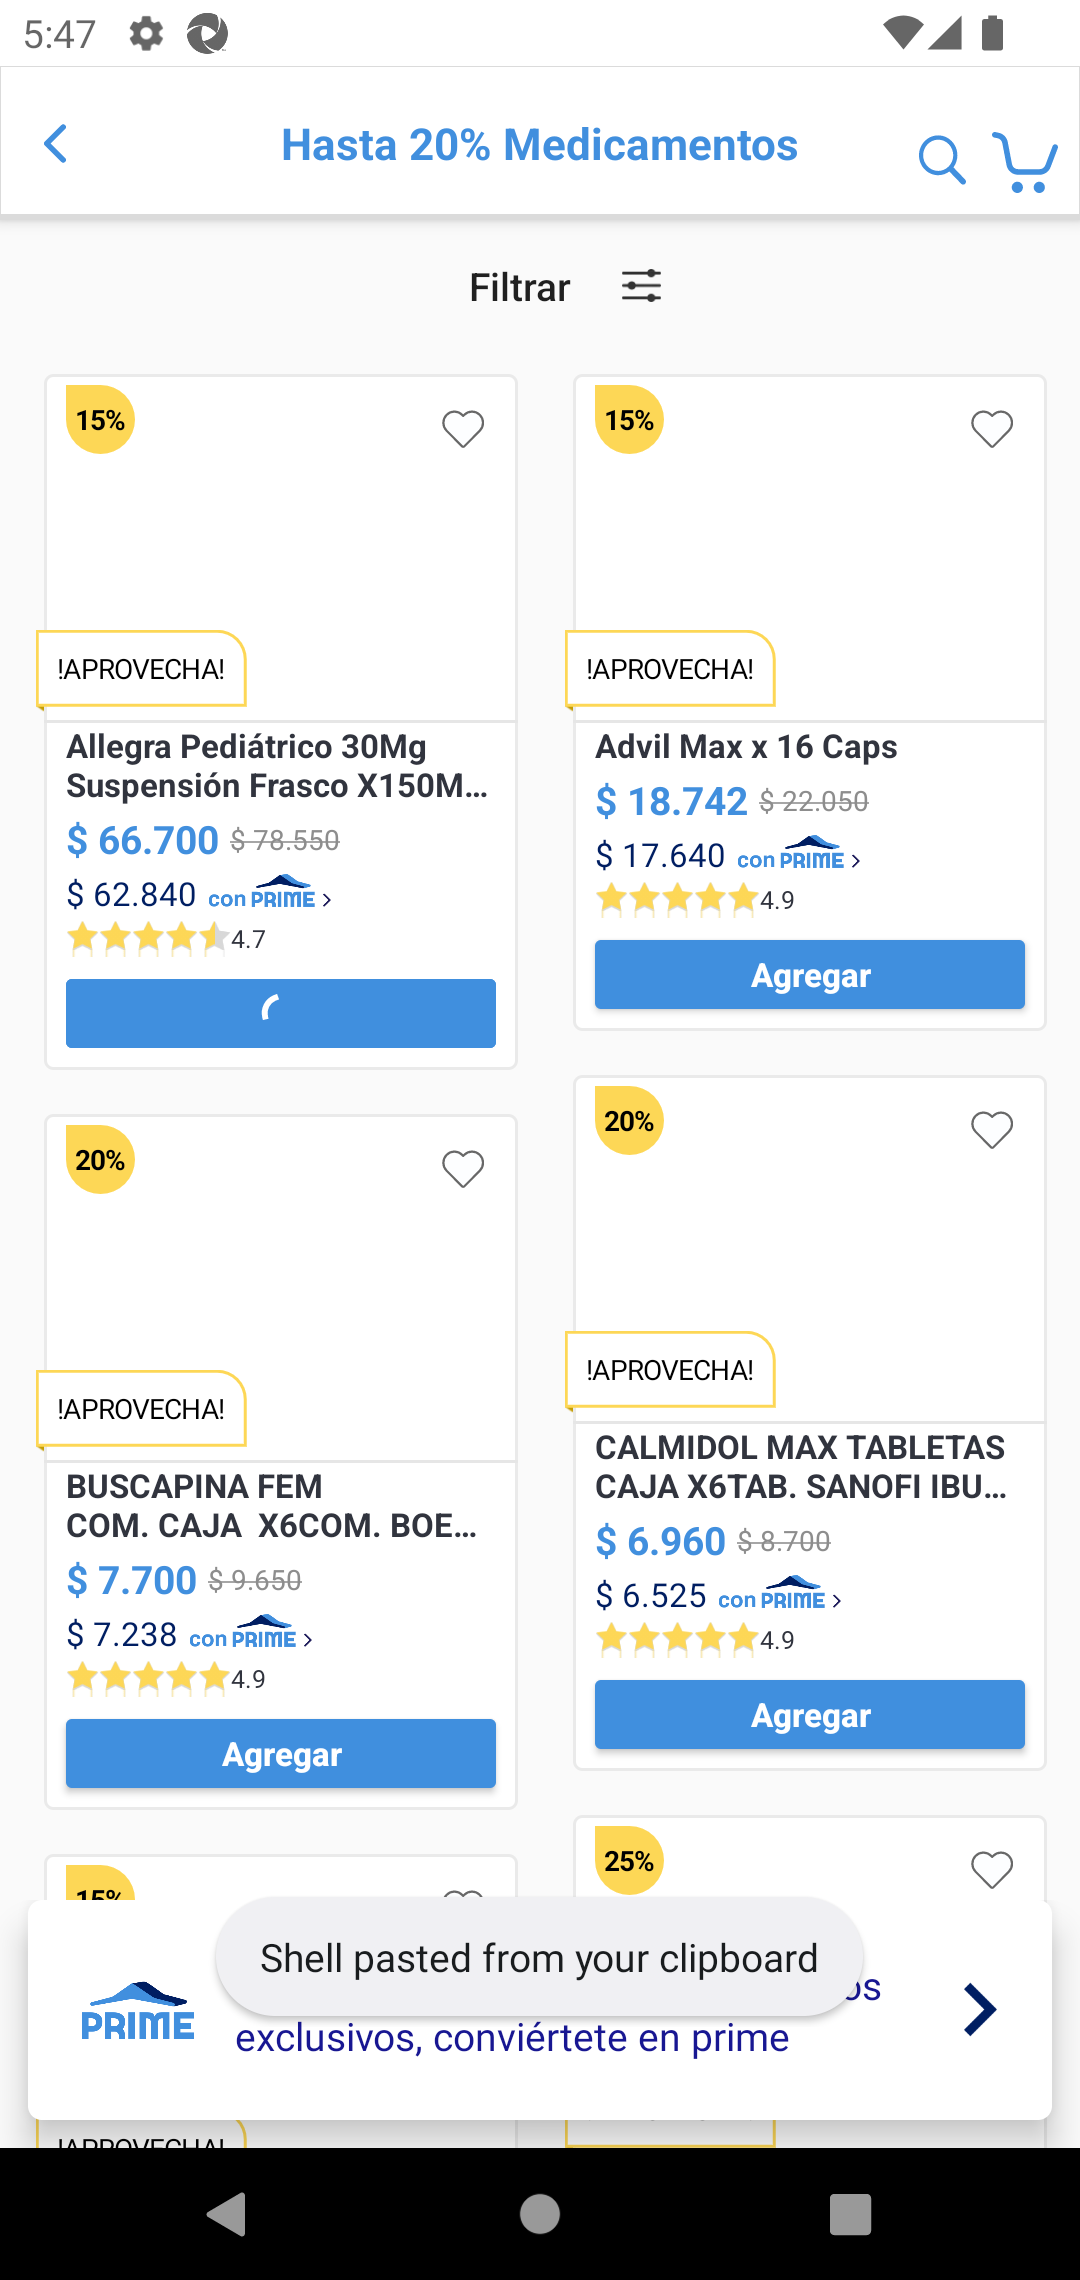 5:47
Hasta 20% Medicamentos
Filtrar
15%
!APROVECHA!
Allegra Pediátrico 30Mg
Suspensión Frasco X150M...
$ 66.700 $ 78.550
$ 62.840 con PRIME >
4.7
15%
!APROVECHA!
Advil Max x 16 Caps
$ 18.742 $ 22.050
$ 17.640 con PRIME >
4.9
Agregar
20%
!APROVECHA!
BUSCAPINA FEM
COM. CAJA  X6COM. BOE...
$ 7.700 $ 9.650
$ 7.238 con PRIME >
4.9
Agregar
20%
!APROVECHA!
CALMIDOL MAX TABLETAS
CAJA X6TAB. SANOFI IBU...
$ 6.960 $ 8.700
$ 6.525 con PRIME >
4.9
Agregar
15%
25%
Shell pasted from your clipboard
PRIME
exclusivos, conviértete en prime
!APROVECHA!